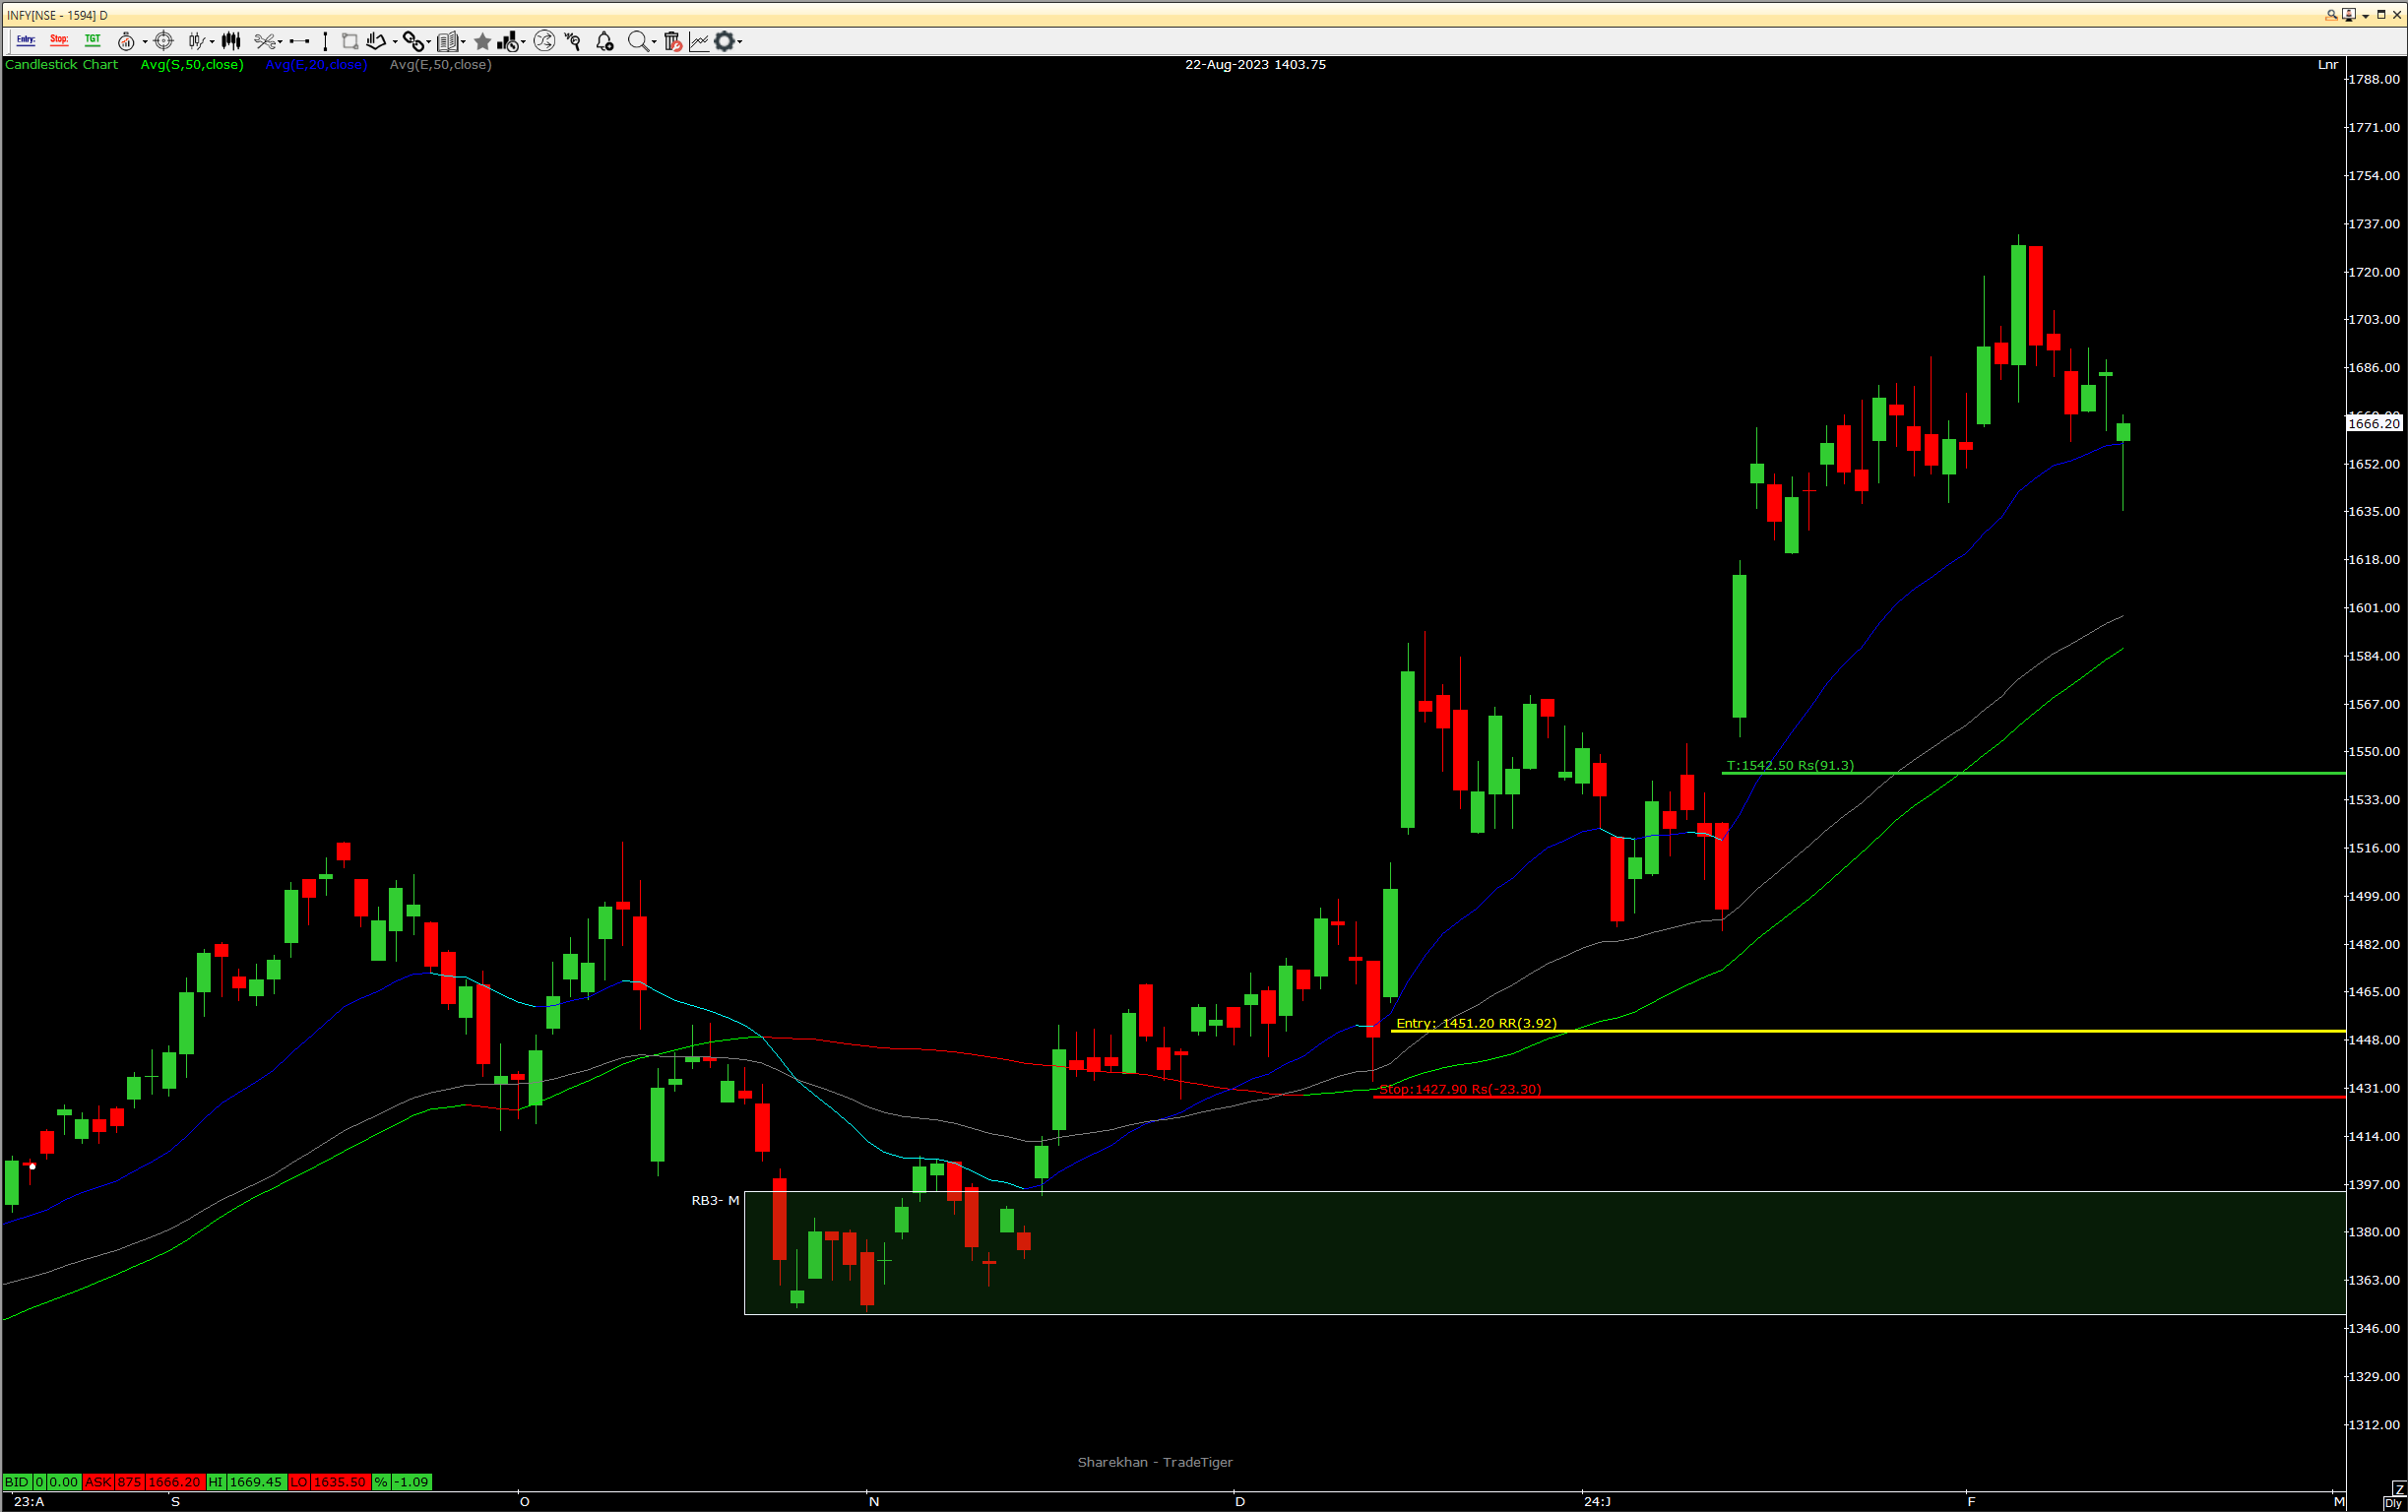 INFY[NSE - 1594] D
Entry: Stop: TGT
Candlestick Chart Avg(S,50,close) Avg(E,20,close) Avg(E,50,close) 22-Aug-2023 1403.75 Lnr
1788.00
1771.00
1754.00
1737.00
1720.00
1703.00
1686.00
1666.20
1652.00
1635.00
1618.00
1601.00
1584.00
1567.00
1550.00
T:1542.50 Rs(91.3)
1533.00
1516.00
1499.00
1482.00
1465.00
Entry: 1451.20 RR(3.92)
1448.00
Stop:1427.90 Rs(-23.30)
1431.00
1414.00
1397.00
RB3- M
1380.00
1363.00
1346.00
1329.00
1312.00
Sharekhan - TradeTiger
BID 0 0.00 ASK 875 1666.20 HI 1669.45 LO 1635.50 % -1.09
23:A S O N D 24:J F M
Z
Dly